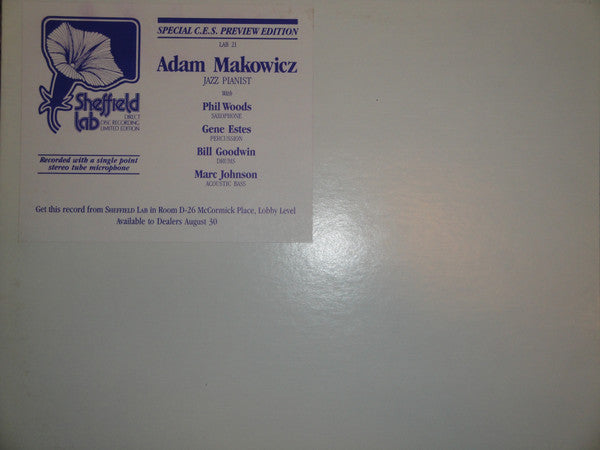 Sheffield
Lab
DIRECT
DISC RECORDING
LIMITED EDITION
Recorded with a single point
stereo tube microphone
SPECIAL C.E.S. PREVIEW EDITION
LAB 21
Adam Makowicz
JAZZ PIANIST
With
Phil Woods
SAXOPHONE
Gene Estes
PERCUSSION
Bill Goodwin
DRUMS
Marc Johnson
ACOUSTIC BASS
Get this record from SHEFFIELD LAB in Room D-26 McCormick Place, Lobby Level
Available to Dealers August 30